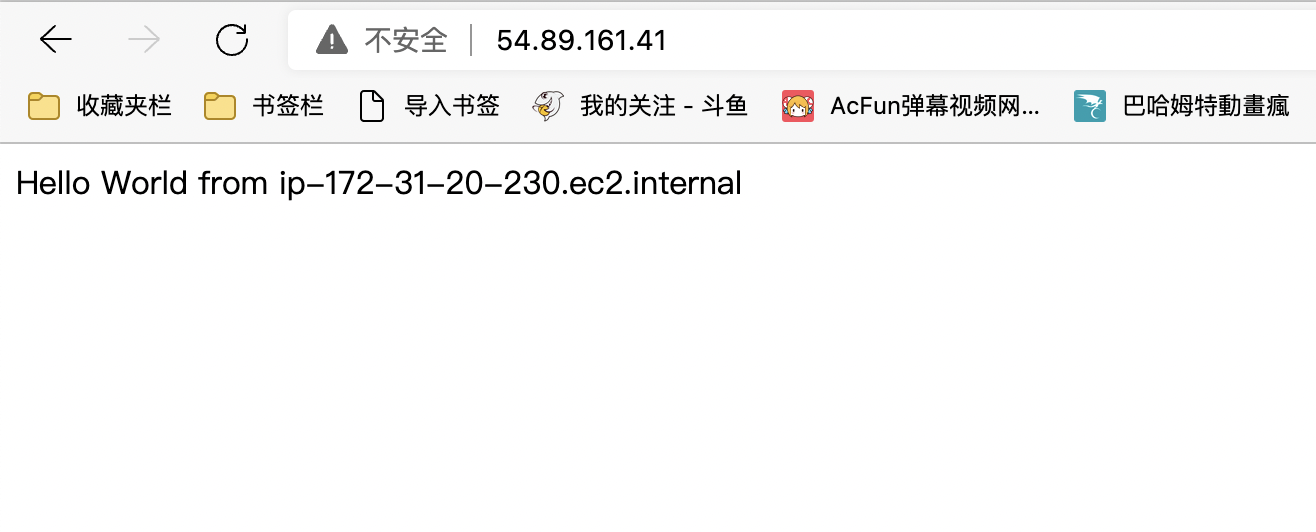 不安全 | 54.89.161.41
收藏夹栏 书签栏 导入书签 我的关注 - 斗鱼 AcFun弹幕视频网... 巴哈姆特動畫瘋
Hello World from ip-172-31-20-230.ec2.internal